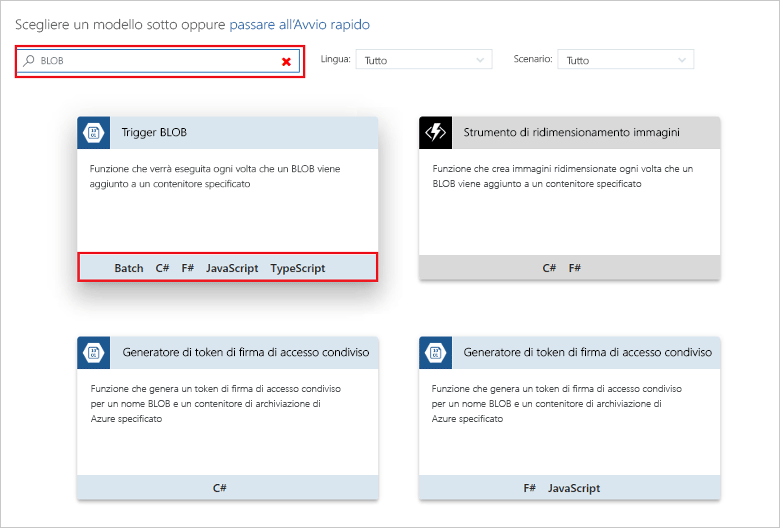 Scegliere un modello sotto oppure passare all'Avvio rapido
BLOB
Lingua: Tutto
Scenario: Tutto
Trigger BLOB
Funzione che verrà eseguita ogni volta che un BLOB viene
aggiunto a un contenitore specificato
Batch C# F# JavaScript TypeScript
Strumento di ridimensionamento immagini
Funzione che crea immagini ridimensionate ogni volta che un
BLOB viene aggiunto a un contenitore specificato
C# F#
Generatore di token di firma di accesso condiviso
Funzione che genera un token di firma di accesso condiviso
per un nome BLOB e un contenitore di archiviazione di
Azure specificato
C#
Generatore di token di firma di accesso condiviso
Funzione che genera un token di firma di accesso condiviso
per un nome BLOB e un contenitore di archiviazione di
Azure specificato
F# JavaScript